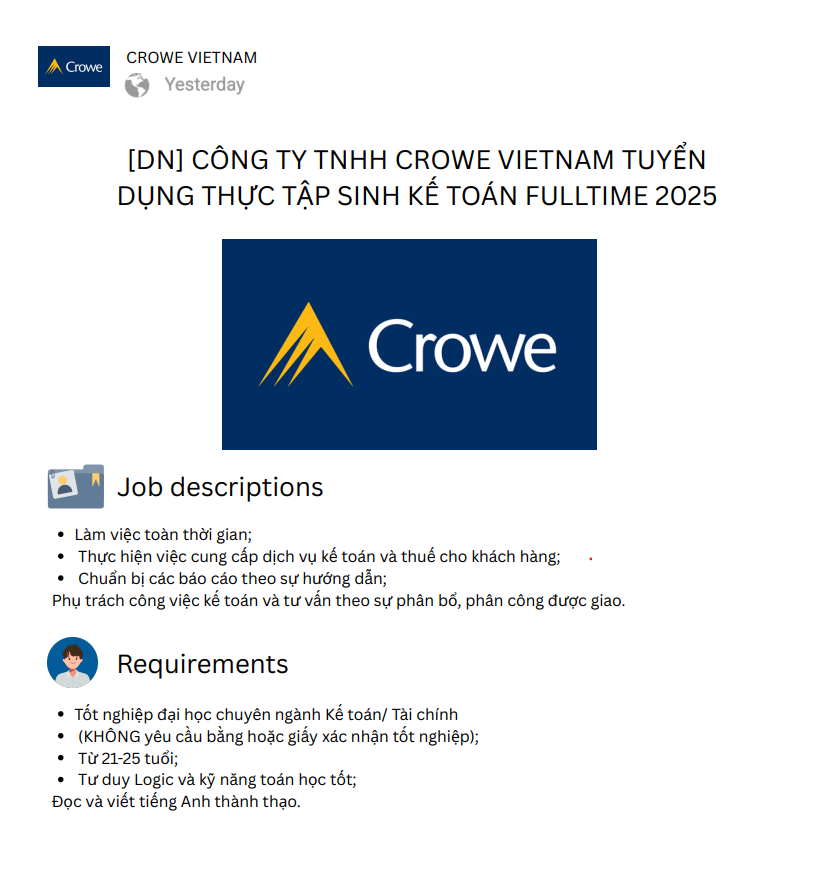 Crowe
CROWE VIETNAM
Yesterday
[DN] CÔNG TY TNHH CROWE VIETNAM TUYỂN
DỤNG THỰC TẬP SINH KẾ TOÁN FULLTIME 2025
Crowe
Job descriptions
• Làm việc toàn thời gian;
• Thực hiện việc cung cấp dịch vụ kế toán và thuế cho khách hàng;
• Chuẩn bị các báo cáo theo sự hướng dẫn;
Phụ trách công việc kế toán và tư vấn theo sự phân bổ, phân công được giao.
Requirements
• Tốt nghiệp đại học chuyên ngành Kế toán/ Tài chính
• (KHÔNG yêu cầu bằng hoặc giấy xác nhận tốt nghiệp);
• Từ 21-25 tuổi;
• Tư duy Logic và kỹ năng toán học tốt;
Đọc và viết tiếng Anh thành thạo.